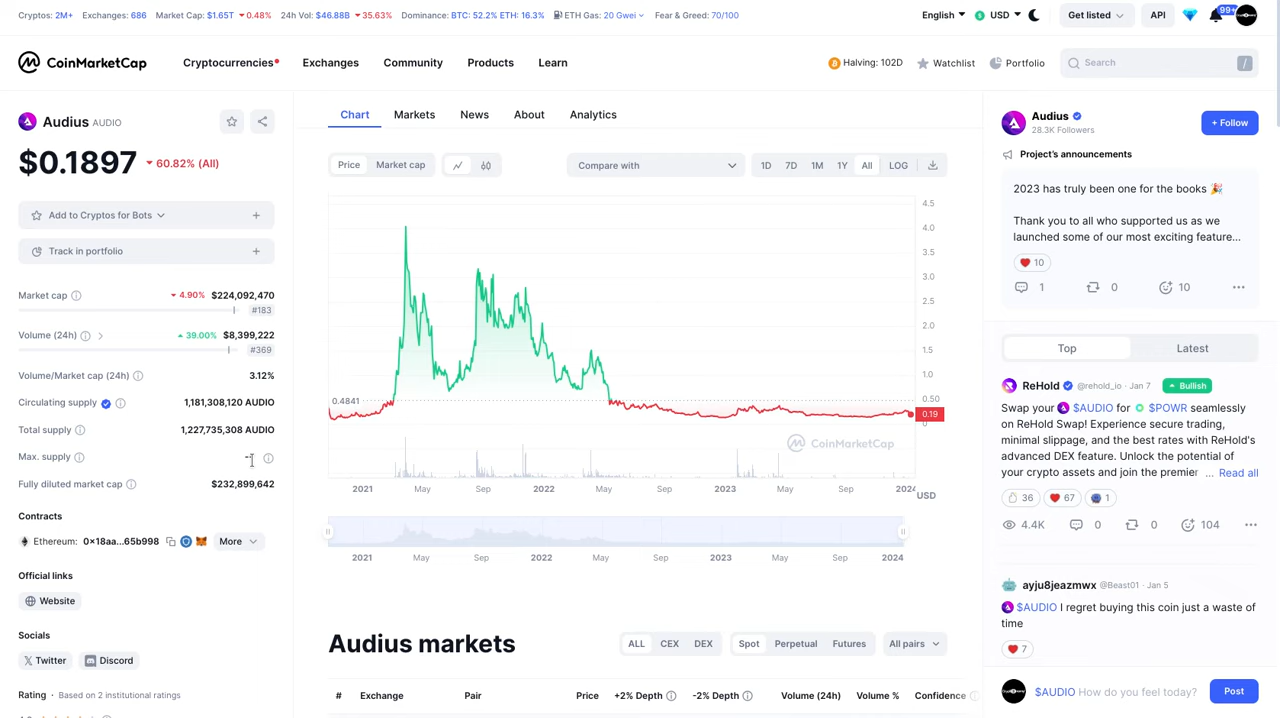 Cryptos: 2M+ Exchanges: 686 Market Cap: $1.65T 0.48% 24h Vol: $46.88B 35.63% Dominance: BTC: 52.2% ETH: 16.3% ETH Gas: 20 Gwei Fear & Greed: 70/100 English USD Get listed API 99+
CoinMarketCap Cryptocurrencies Exchanges Community Products Learn Halving: 102D Watchlist Portfolio Search /
Audius AUDIO
$0.1897 60.82% (All)
Add to Cryptos for Bots +
Track in portfolio +
Market cap 4.90% $224,092,470
#183
Volume (24h) 39.00% $8,399,222
#369
Volume/Market cap (24h) 3.12%
Circulating supply 1,181,308,120 AUDIO
Total supply 1,227,735,308 AUDIO
Max. supply --
Fully diluted market cap $232,899,642
Contracts
Ethereum: 0x18aa...65b998 More
Official links
Website
Socials
Twitter Discord
Rating · Based on 2 institutional ratings
Chart Markets News About Analytics
Price Market cap Compare with 1D 7D 1M 1Y All LOG
4.5
4.0
3.5
3.0
2.5
2.0
1.5
1.0
0.4841 0.50
0.19
0
CoinMarketCap
2021 May Sep 2022 May Sep 2023 May Sep 2024 USD
2021 May Sep 2022 May Sep 2023 May Sep 2024
Audius markets ALL CEX DEX Spot Perpetual Futures All pairs
# Exchange Pair Price +2% Depth -2% Depth Volume (24h) Volume % Confidence
Audius + Follow
28.3K Followers
Project's announcements
2023 has truly been one for the books 🎉
Thank you to all who supported us as we
launched some of our most exciting feature...
❤️ 10
1 0 10 ...
Top Latest
ReHold @rehold_io · Jan 7 Bullish
Swap your $AUDIO for $POWR seamlessly
on ReHold Swap! Experience secure trading,
minimal slippage, and the best rates with ReHold's
advanced DEX feature. Unlock the potential of
your crypto assets and join the premier ... Read all
36 67 1
4.4K 0 0 104 ...
ayju8jeazmwx @Beast01 · Jan 5
$AUDIO I regret buying this coin just a waste of
time
❤️ 7
$AUDIO How do you feel today? Post